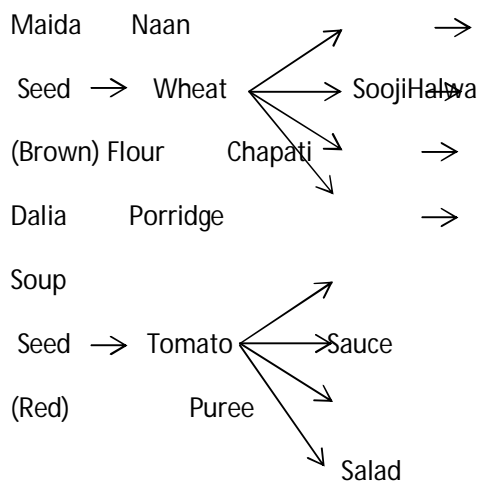 Maida Naan
Seed Wheat SoojiHalwa
(Brown) Flour Chapati
Dalia Porridge
Soup
Seed Tomato Sauce
(Red) Puree
Salad